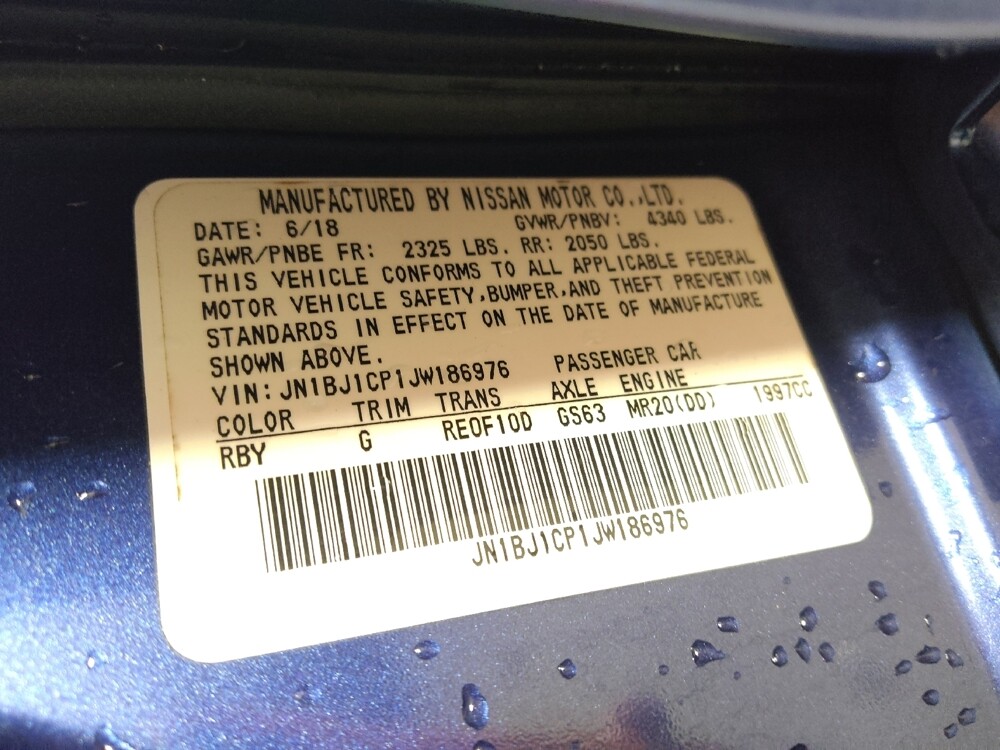 MANUFACTURED BY NISSAN MOTOR CO.,LTD.
DATE: 6/18 GVWR/PNBV: 4340 LBS.
GAWR/PNBE FR: 2325 LBS. RR: 2050 LBS.
THIS VEHICLE CONFORMS TO ALL APPLICABLE FEDERAL
MOTOR VEHICLE SAFETY,BUMPER,AND THEFT PREVENTION
STANDARDS IN EFFECT ON THE DATE OF MANUFACTURE
SHOWN ABOVE.
VIN: JN1BJ1CP1JW186976 PASSENGER CAR
COLOR TRIM TRANS AXLE ENGINE
RBY G RE0F10D GS63 MR20(DD) 1997CC
JN1BJ1CP1JW186976